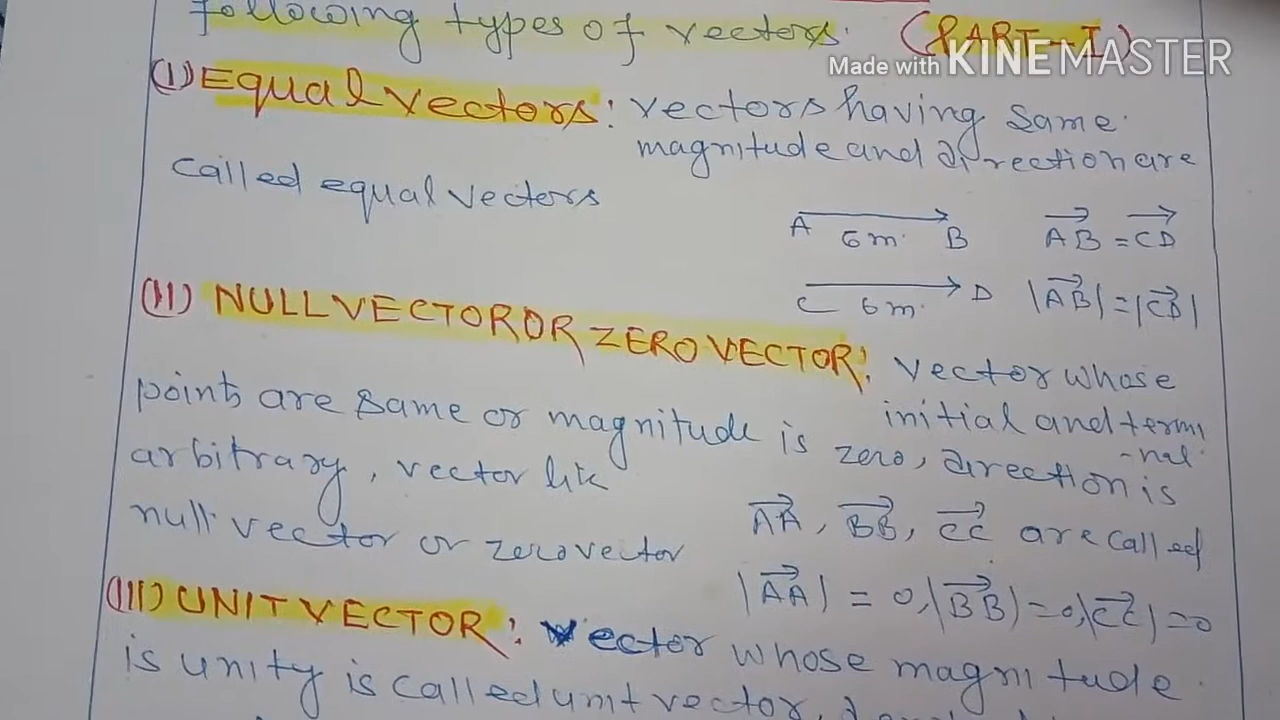 following types of vectors. (PART-I)
Made with KINEMASTER
(I) Equal vectors: vectors having same
magnitude and direction are
called equal vectors
A 6m. B AB = CD
C 6m. D |AB| = |CD|
(II) NULL VECTOR OR ZERO VECTOR: vector whose
initial and termi
-nal
points are same or magnitude is zero, direction is
arbitrary, vector lik
AA, BB, CC are called
null vector or zero vector
|AA| = 0, |BB| = 0, |CC| = 0
(III) UNIT VECTOR: vector whose magnitude
is unity is called unit vector,